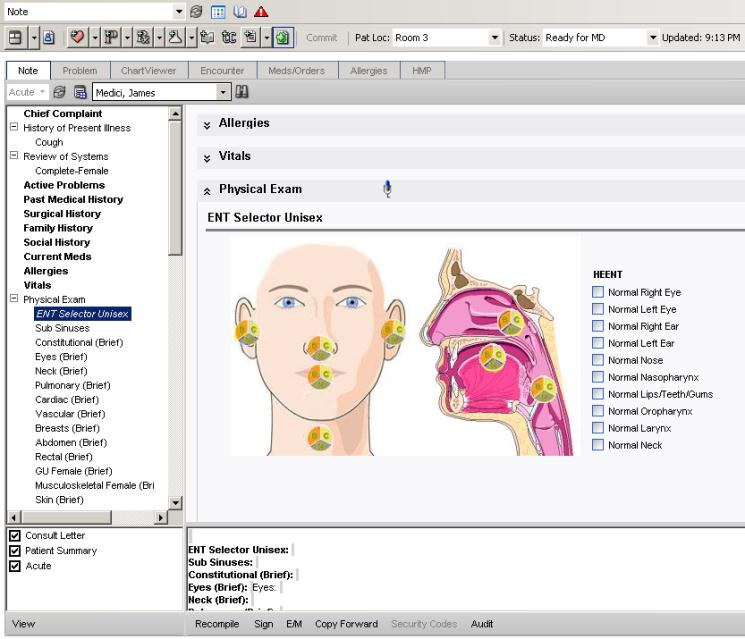 Note
Commit
Pat Loc: Room 3
Status: Ready for MD
Updated: 9:13 PM
Note Problem ChartViewer Encounter Meds/Orders Allergies HMP
Acute
Medici, James
Chief Complaint
History of Present Illness
Cough
Review of Systems
Complete-Female
Active Problems
Past Medical History
Surgical History
Family History
Social History
Current Meds
Allergies
Vitals
Physical Exam
ENT Selector Unisex
Sub Sinuses
Constitutional (Brief)
Eyes (Brief)
Neck (Brief)
Pulmonary (Brief)
Cardiac (Brief)
Vascular (Brief)
Breasts (Brief)
Abdomen (Brief)
Rectal (Brief)
GU Female (Brief)
Musculoskeletal Female (Bri
Skin (Brief)
Consult Letter
Patient Summary
Acute
View
Allergies
Vitals
Physical Exam
ENT Selector Unisex
HEENT
Normal Right Eye
Normal Left Eye
Normal Right Ear
Normal Left Ear
Normal Nose
Normal Nasopharynx
Normal Lips/Teeth/Gums
Normal Oropharynx
Normal Larynx
Normal Neck
ENT Selector Unisex:
Sub Sinuses:
Constitutional (Brief):
Eyes (Brief): Eyes:
Neck (Brief):
Recompile Sign E/M Copy Forward Security Codes Audit